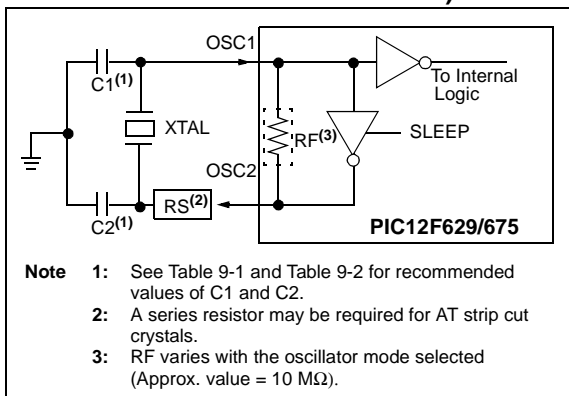 OSC1
C1(1)
To Internal
Logic
XTAL
RF(3)
SLEEP
OSC2
RS(2)
C2(1)
PIC12F629/675
Note 1: See Table 9-1 and Table 9-2 for recommended
values of C1 and C2.
2: A series resistor may be required for AT strip cut
crystals.
3: RF varies with the oscillator mode selected
(Approx. value = 10 MΩ).